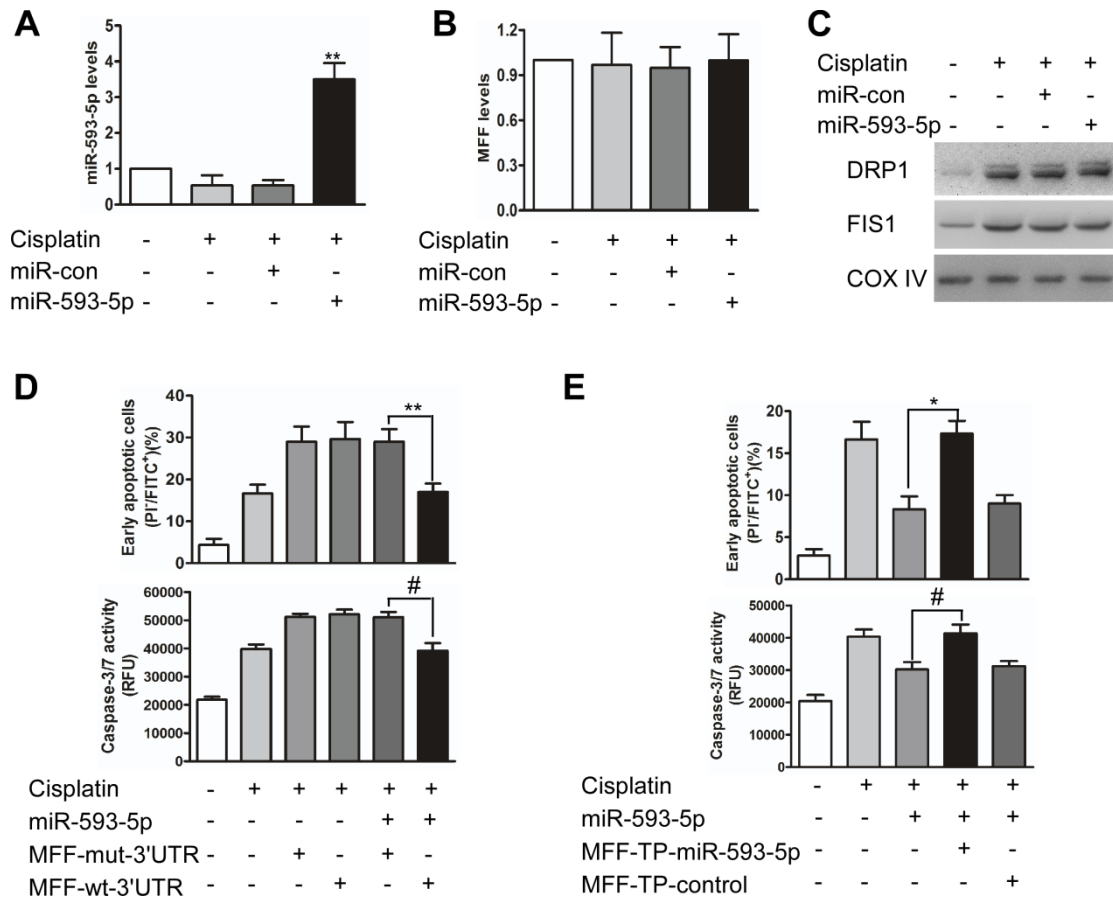 A
miR-593-5p levels
5
4
3
2
1
0
**
Cisplatin - + + +
miR-con - - + -
miR-593-5p - - - +
B
MFF levels
1.2
0.9
0.6
0.3
0.0
Cisplatin - + + +
miR-con - - + -
miR-593-5p - - - +
C
Cisplatin - + + +
miR-con - - + -
miR-593-5p - - - +
DRP1
FIS1
COX IV
D
Early apoptotic cells
(PI-/FITC+)(%)
40
30
20
10
0
**
Caspase-3/7 activity
(RFU)
60000
50000
40000
30000
20000
10000
0
#
Cisplatin - + + + + +
miR-593-5p - - - - + +
MFF-mut-3'UTR - - + - + -
MFF-wt-3'UTR - - - + - +
E
Early apoptotic cells
(PI-/FITC+)(%)
20
15
10
5
0
*
Caspase-3/7 activity
(RFU)
50000
40000
30000
20000
10000
0
#
Cisplatin - + + + +
miR-593-5p - - + + +
MFF-TP-miR-593-5p - - - + -
MFF-TP-control - - - - +